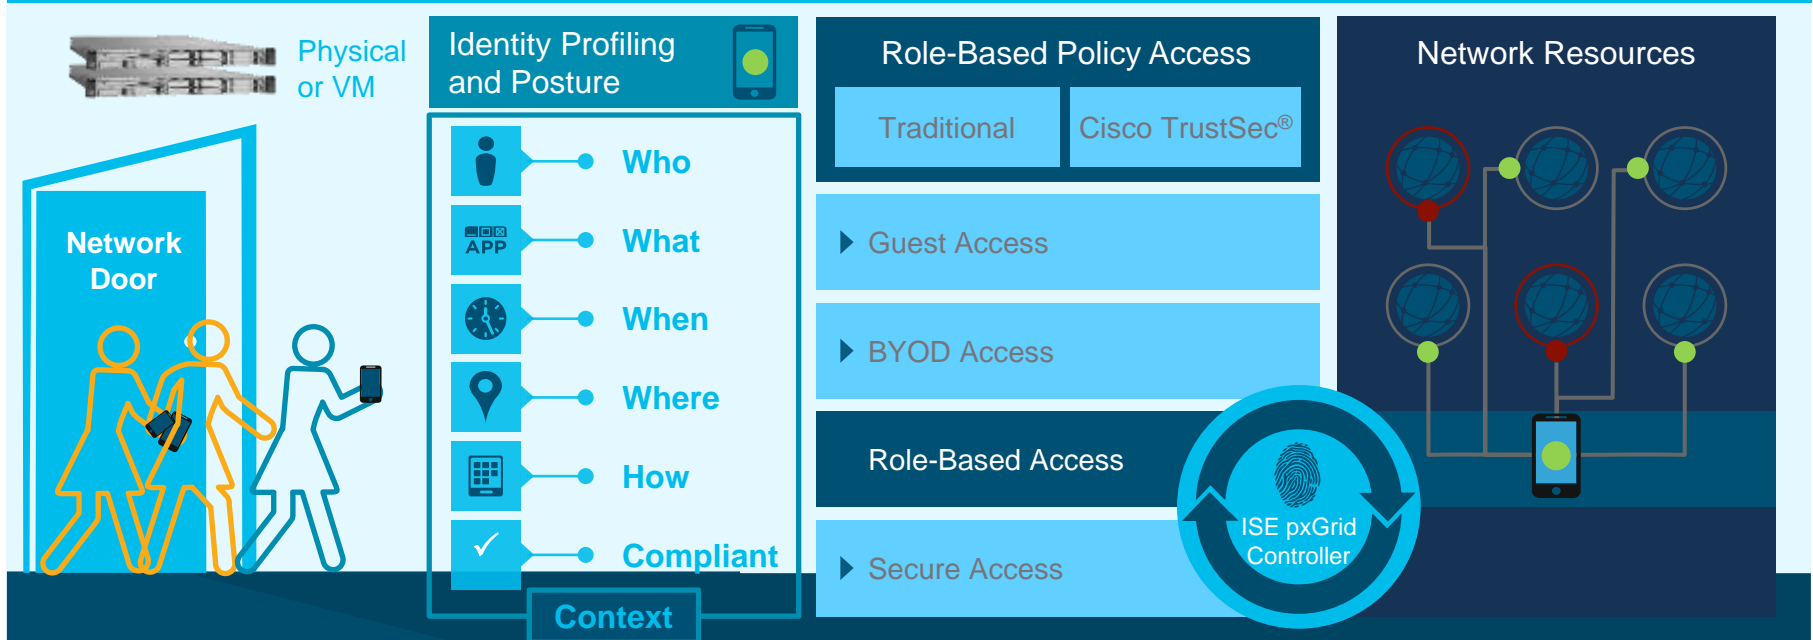 Physical
or VM
Network
Door
Identity Profiling
and Posture
Who
APP
What
When
Where
How
Compliant
Context
Role-Based Policy Access
Traditional
Cisco TrustSec®
Guest Access
BYOD Access
Role-Based Access
Secure Access
ISE pxGrid
Controller
Network Resources